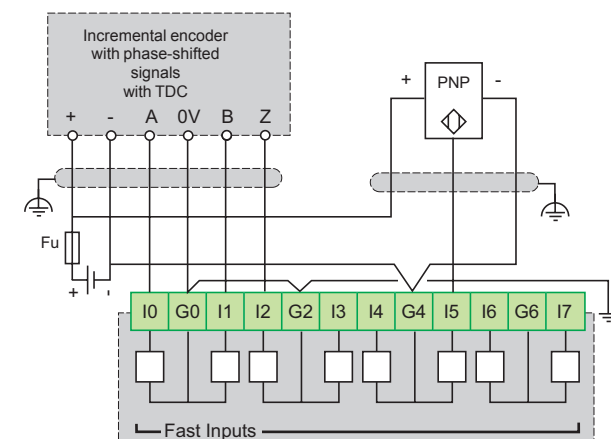 Incremental encoder
with phase-shifted
signals
with TDC
+ - A 0V B Z
+ PNP -
Fu
+ -
I0 G0 I1 I2 G2 I3 I4 G4 I5 I6 G6 I7
Fast Inputs